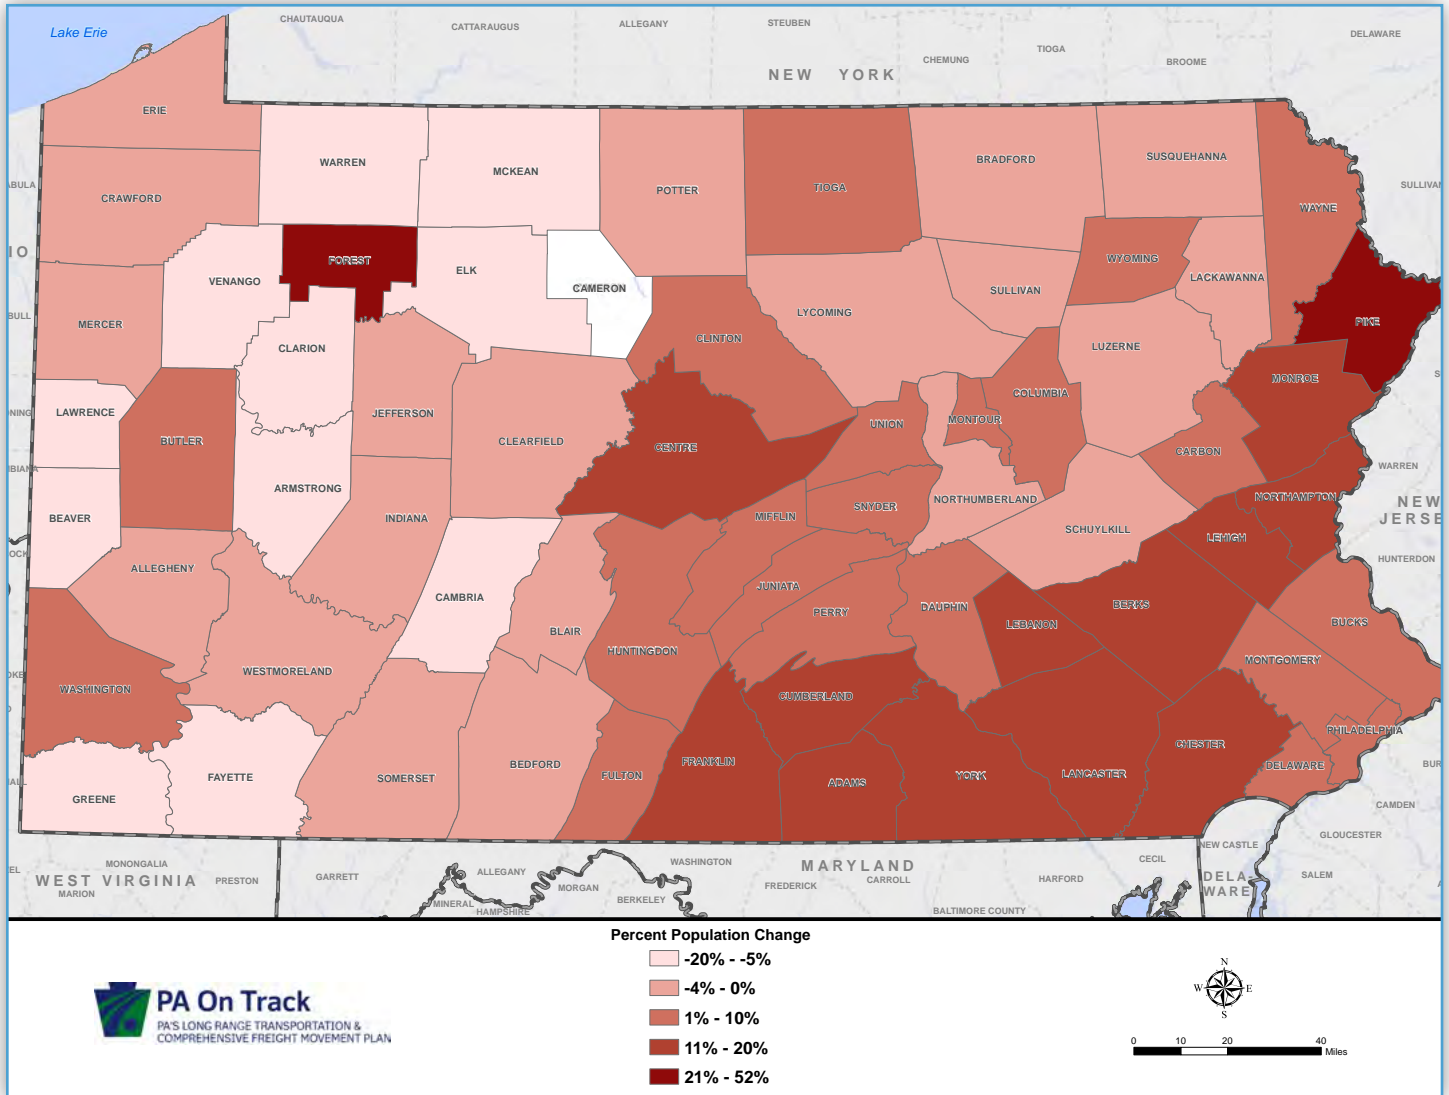 Lake Erie
CHAUTAUQUA
CATTARAUGUS
ALLEGANY
STEUBEN
CHEMUNG
TIOGA
BROOME
DELAWARE
NEW YORK
ERIE
WARREN
MCKEAN
POTTER
TIOGA
BRADFORD
SUSQUEHANNA
WAYNE
CRAWFORD
FOREST
ELK
CAMERON
VENANGO
WYOMING
LACKAWANNA
SULLIVAN
PIKE
MERCER
CLARION
CLINTON
LYCOMING
LUZERNE
MONROE
LAWRENCE
BUTLER
JEFFERSON
CLEARFIELD
CENTRE
UNION
MONTOUR
COLUMBIA
CARBON
WARREN
BEAVER
ARMSTRONG
INDIANA
MIFFLIN
SNYDER
NORTHUMBERLAND
SCHUYLKILL
NORTHAMPTON
LEHIGH
NEW
JERSE
HUNTERDON
ALLEGHENY
CAMBRIA
BLAIR
HUNTINGDON
JUNIATA
PERRY
DAUPHIN
LEBANON
BERKS
BUCKS
MONTGOMERY
WASHINGTON
WESTMORELAND
CUMBERLAND
PHILADELPHIA
CHESTER
DELAWARE
GREENE
FAYETTE
SOMERSET
BEDFORD
FULTON
FRANKLIN
ADAMS
YORK
LANCASTER
CAMDEN
GLOUCESTER
NEW CASTLE
SALEM
MONONGALIA
WEST VIRGINIA
PRESTON
MARION
GARRETT
ALLEGANY
MINERAL
HAMPSHIRE
MORGAN
BERKELEY
WASHINGTON
MARYLAND
FREDERICK
CARROLL
BALTIMORE COUNTY
HARFORD
CECIL
DELA-
WARE
Percent Population Change
-20% - -5%
-4% - 0%
1% - 10%
11% - 20%
21% - 52%
PA On Track
PA'S LONG RANGE TRANSPORTATION &
COMPREHENSIVE FREIGHT MOVEMENT PLAN
N
W E
S
0 10 20 40
Miles